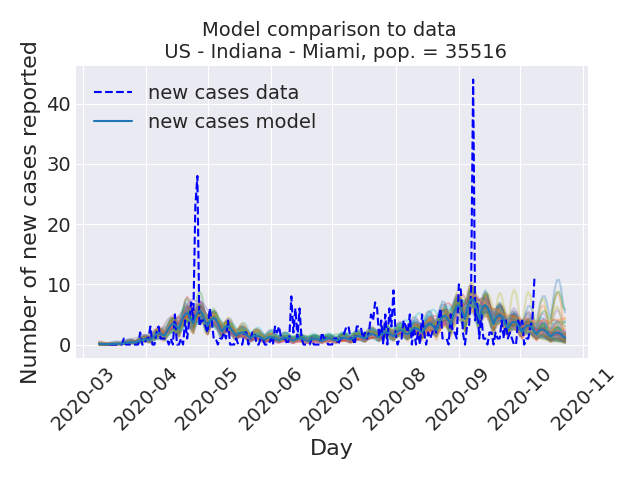 Model comparison to data
US - Indiana - Miami, pop. = 35516
Number of new cases reported
new cases data
new cases model
40
30
20
10
0
2020-03
2020-04
2020-05
2020-06
2020-07
2020-08
2020-09
2020-10
2020-11
Day